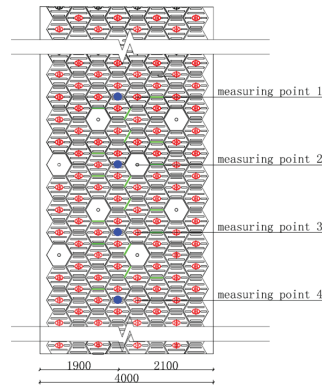 measuring point 1
measuring point 2
measuring point 3
measuring point 4
1900 2100
4000